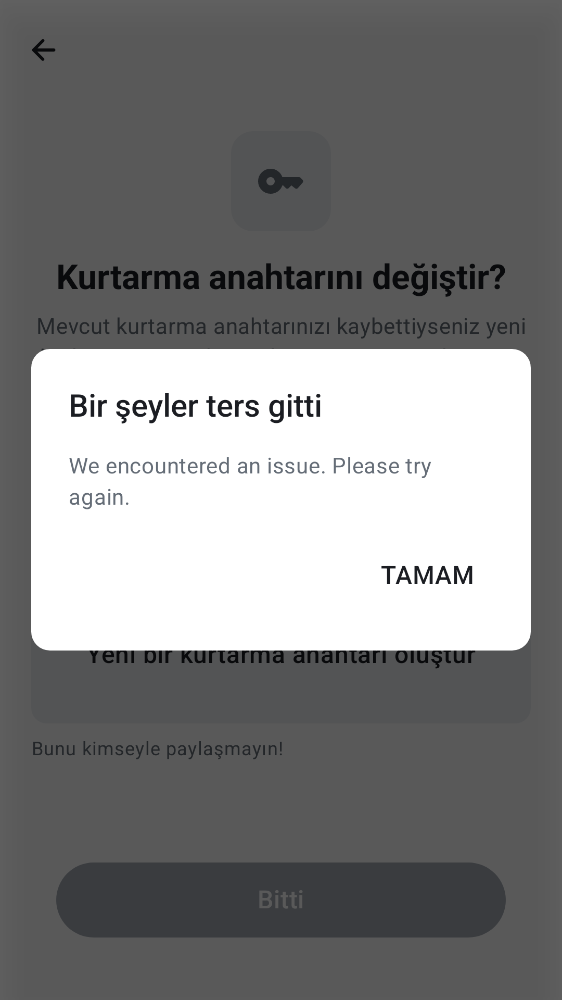 Kurtarma anahtarını değiştir?
Mevcut kurtarma anahtarınızı kaybettiyseniz yeni
Bir şeyler ters gitti
We encountered an issue. Please try
again.
TAMAM
Yeni bir kurtarma anahtarı oluştur
Bunu kimseyle paylaşmayın!
Bitti